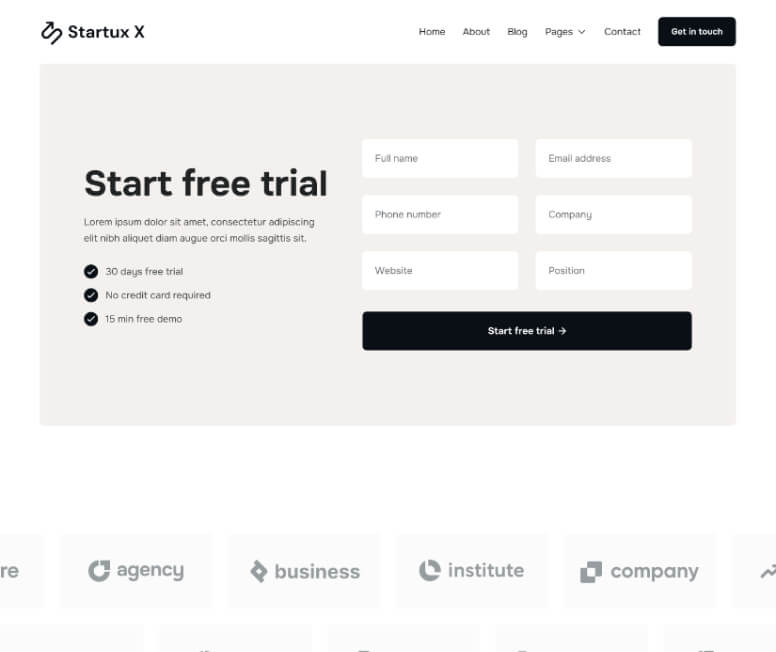 Startux X
Home
About
Blog
Pages
Contact
Get in touch
Start free trial
Lorem ipsum dolor sit amet, consectetur adipiscing
elit nibh aliquet diam augue orci mollis sagittis sit.
30 days free trial
No credit card required
15 min free demo
Full name
Email address
Phone number
Company
Website
Position
Start free trial →
re
agency
business
institute
company